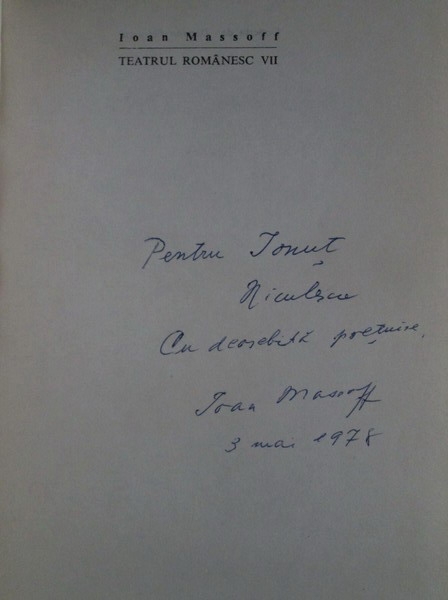 Ioan Massoff
TEATRUL ROMÂNESC VII
Pentru Ionuț
Niculescu
Cu deosebită prețuire,
Ioan Massoff
3 mai 1978